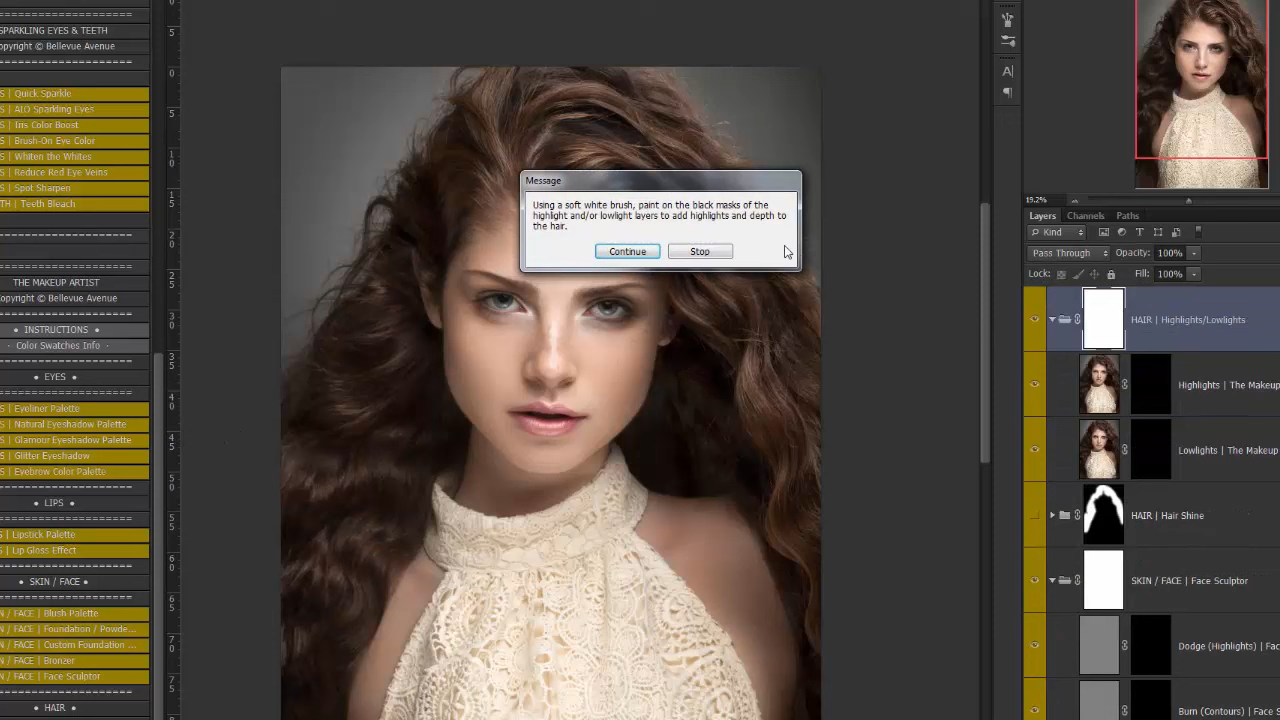 ==================
SPARKLING EYES & TEETH
opyright © Bellevue Avenue
==================
S | Quick Sparkle
S | AIO Sparkling Eyes
S | Iris Color Boost
S | Brush-On Eye Color
S | Whiten the Whites
S | Reduce Red Eye Veins
S | Spot Sharpen
TH | Teeth Bleach
==================
==================
THE MAKEUP ARTIST
opyright © Bellevue Avenue
==================
• INSTRUCTIONS •
· Color Swatches Info ·
==================
• EYES •
==================
S | Eyeliner Palette
S | Natural Eyeshadow Palette
S | Glamour Eyeshadow Palette
S | Glitter Eyeshadow
S | Eyebrow Color Palette
==================
• LIPS •
==================
S | Lipstick Palette
S | Lip Gloss Effect
==================
• SKIN / FACE •
==================
N / FACE | Blush Palette
N / FACE | Foundation / Powde...
N / FACE | Custom Foundation ...
N / FACE | Bronzer
N / FACE | Face Sculptor
==================
• HAIR •
Message
Using a soft white brush, paint on the black masks of the
highlight and/or lowlight layers to add highlights and depth to
the hair.
Continue Stop
19.2%
Layers Channels Paths
Kind
Pass Through Opacity: 100%
Lock: Fill: 100%
HAIR | Highlights/Lowlights
Highlights | The Makeup
Lowlights | The Makeup
HAIR | Hair Shine
SKIN / FACE | Face Sculptor
Dodge (Highlights) | Fac
Burn (Contours) | Face S